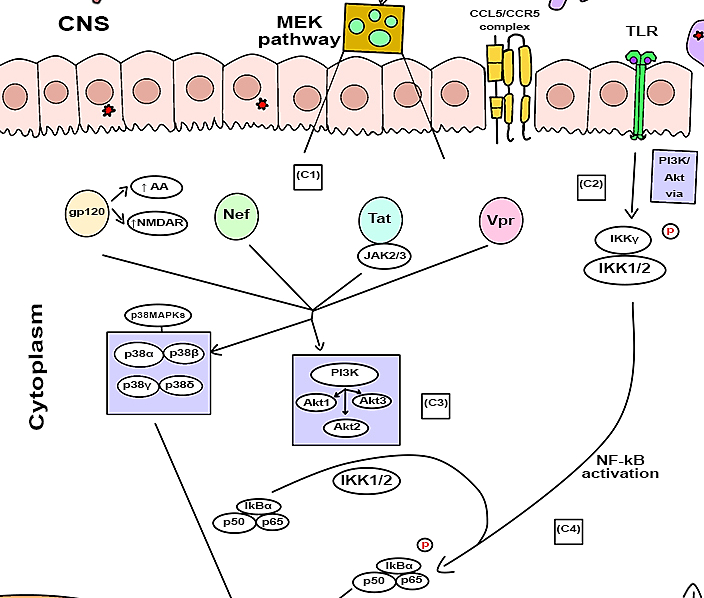 CNS
MEK
pathway
CCL5/CCR5
complex
TLR
(C1)
(C2)
PI3K/
Akt
via
gp120
↑ AA
↑NMDAR
Nef
Tat
JAK2/3
Vpr
IKKγ
P
IKK1/2
Cytoplasm
p38MAPKs
p38α
p38β
p38γ
p38δ
PI3K
Akt1
Akt3
Akt2
(C3)
IKK1/2
NF-kB
activation
IkBα
p50
p65
(C4)
P
IkBα
p50
p65